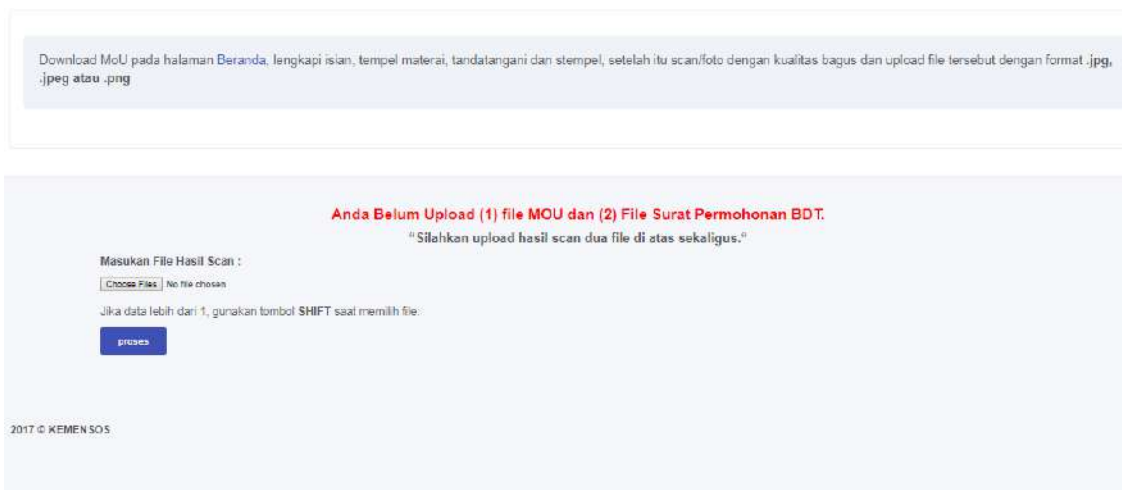 Download MoU pada halaman Beranda, lengkapi isian, tempel materai, tandatangani dan stempel, setelah itu scan/foto dengan kualitas bagus dan upload file tersebut dengan format .jpg,
.jpeg atau .png
Anda Belum Upload (1) file MOU dan (2) File Surat Permohonan BDT.
"Silahkan upload hasil scan dua file di atas sekaligus."
Masukan File Hasil Scan :
Choose Files No file chosen
Jika data lebih dari 1, gunakan tombol SHIFT saat memilih file.
proses
2017 © KEMENSOS